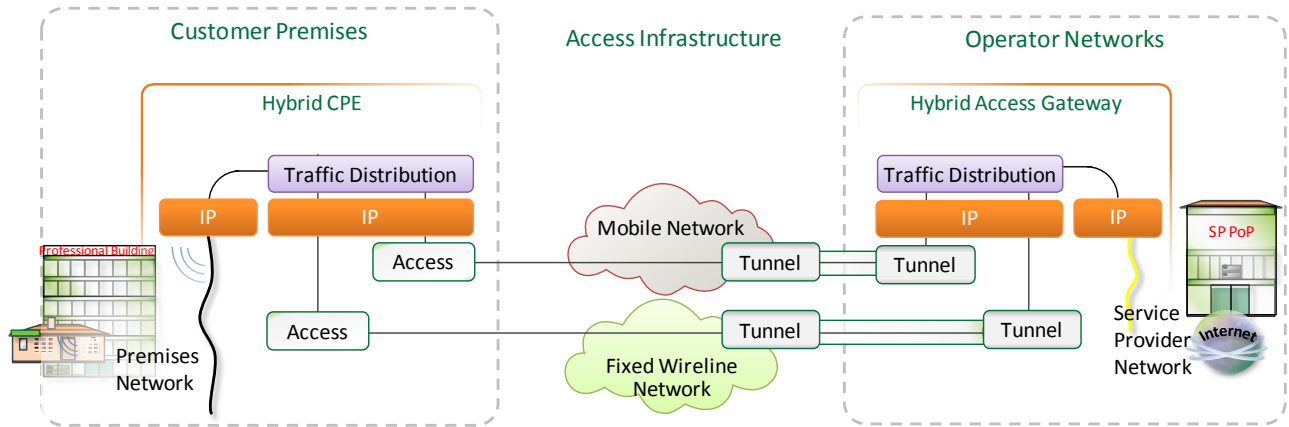 Customer Premises
Access Infrastructure
Operator Networks
Hybrid CPE
Hybrid Access Gateway
Traffic Distribution
Traffic Distribution
IP
IP
IP
IP
Professional Building
Mobile Network
SP PoP
Access
Tunnel
Tunnel
Access
Tunnel
Tunnel
Premises
Network
Fixed Wireline
Network
Service
Provider
Network
Internet